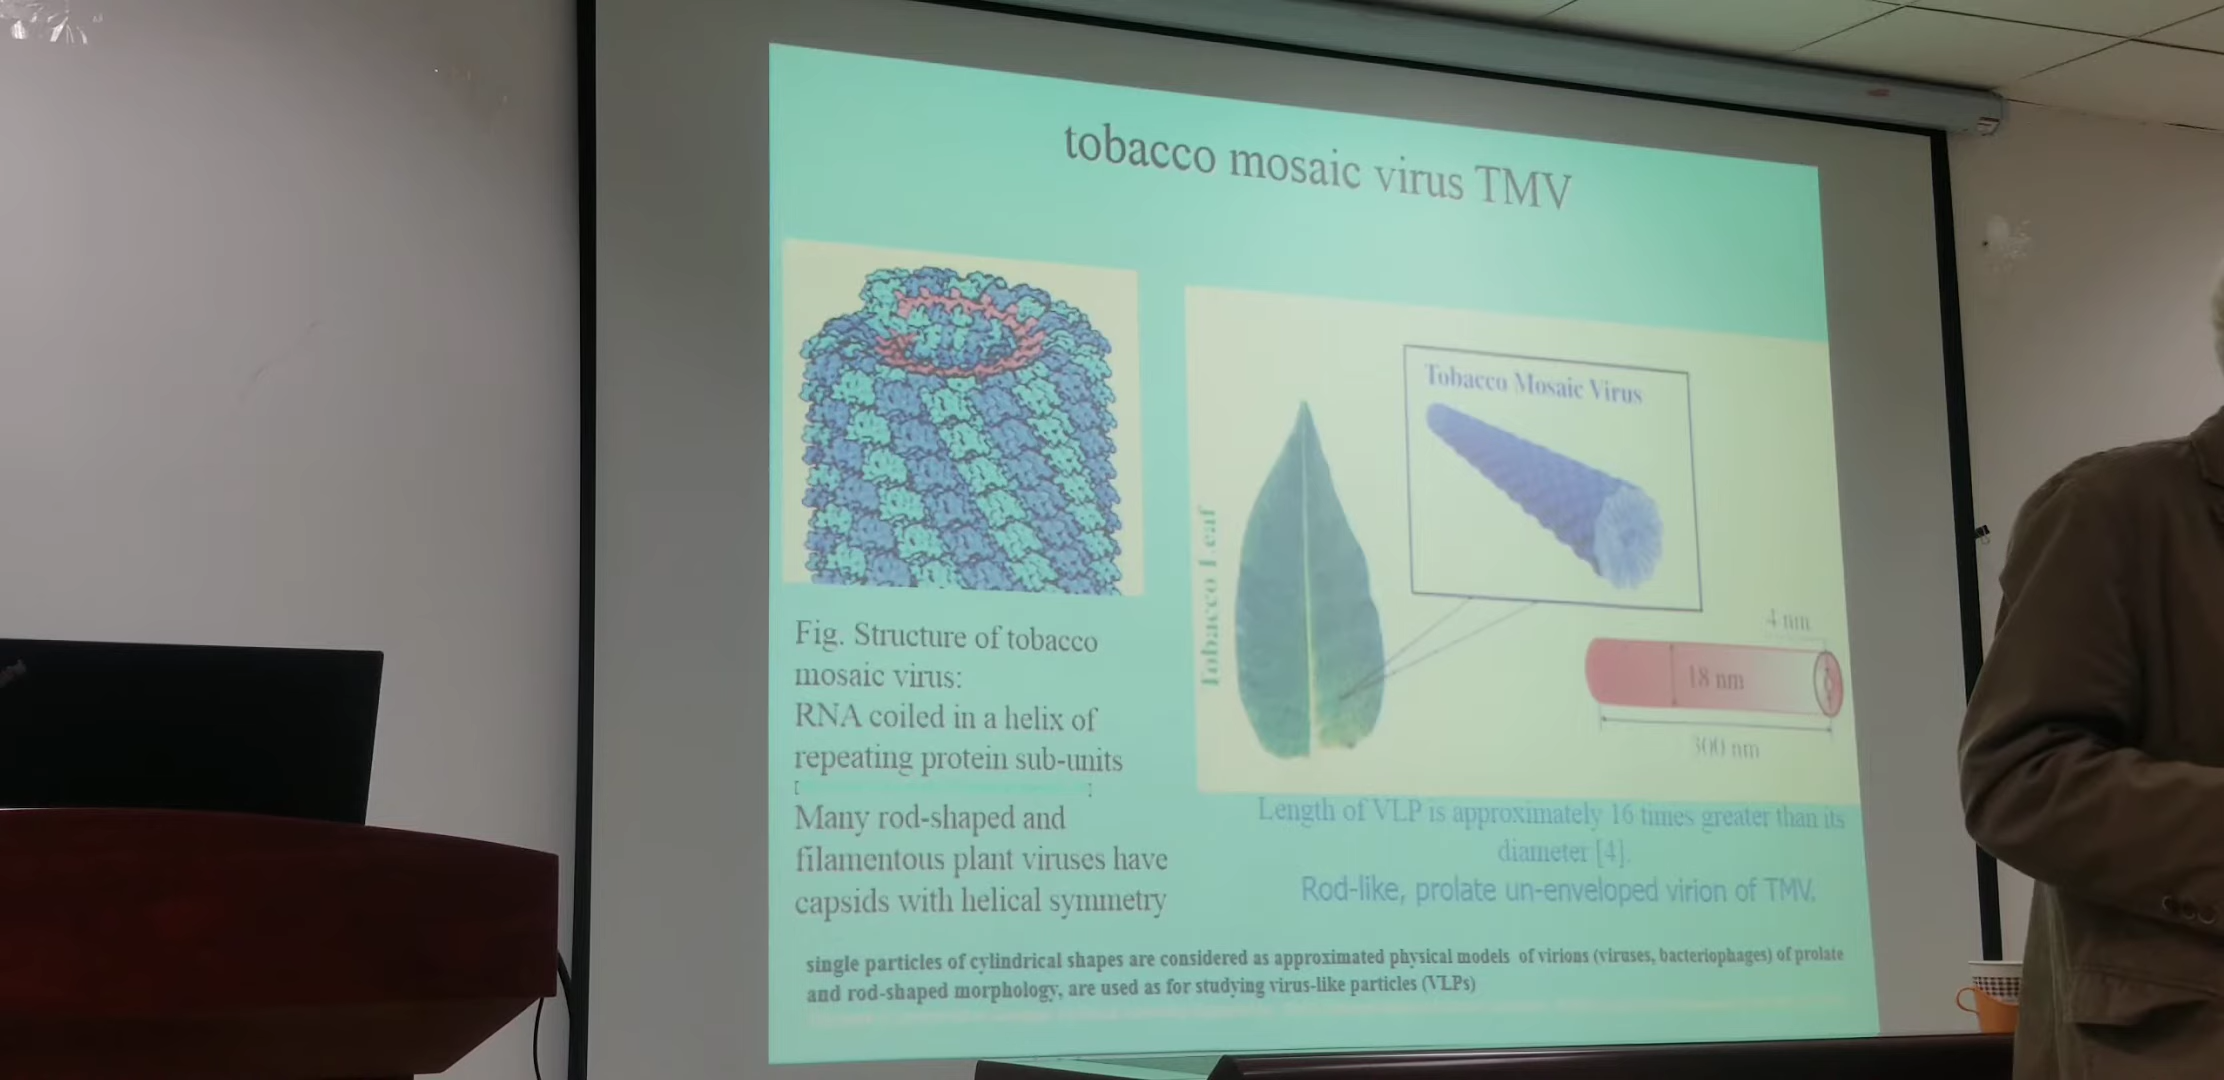 tobacco mosaic virus TMV
Tobacco Mosaic Virus
Tobacco Leaf
4 nm
18 nm
300 nm
Fig. Structure of tobacco
mosaic virus:
RNA coiled in a helix of
repeating protein sub-units
[ ]
Many rod-shaped and
filamentous plant viruses have
capsids with helical symmetry
Length of VLP is approximately 16 times greater than its
diameter [4].
Rod-like, prolate un-enveloped virion of TMV.
single particles of cylindrical shapes are considered as approximated physical models of virions (viruses, bacteriophages) of prolate
and rod-shaped morphology, are used as for studying virus-like particles (VLPs)